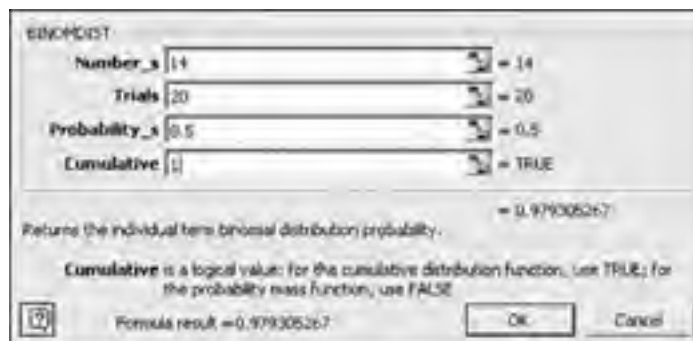 BINOMDIST
Number_s 14 = 14
Trials 20 = 20
Probability_s 0.5 = 0.5
Cumulative 1 = TRUE
= 0.979305267
Returns the individual term binomial distribution probability.
Cumulative is a logical value: for the cumulative distribution function, use TRUE; for
the probability mass function, use FALSE
? Formula result =0.979305267 OK Cancel